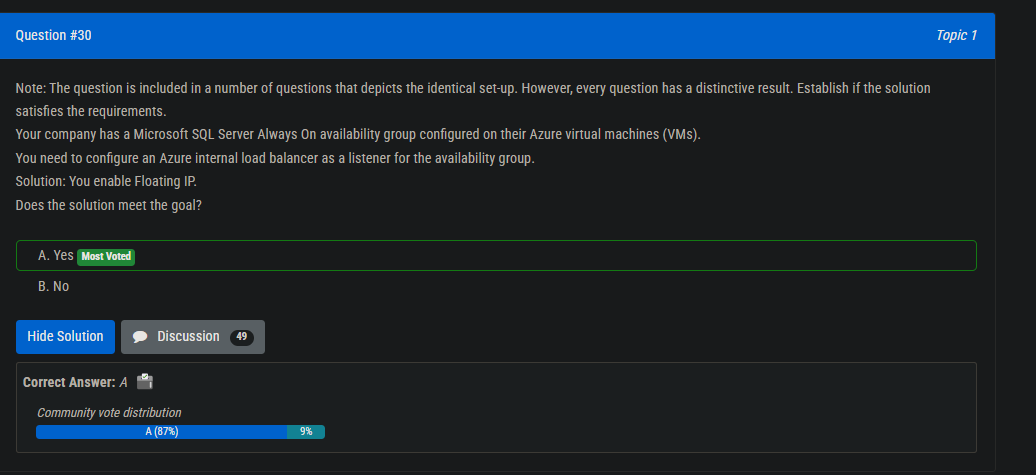 Question #30
Topic 1
Note: The question is included in a number of questions that depicts the identical set-up. However, every question has a distinctive result. Establish if the solution
satisfies the requirements.
Your company has a Microsoft SQL Server Always On availability group configured on their Azure virtual machines (VMs).
You need to configure an Azure internal load balancer as a listener for the availability group.
Solution: You enable Floating IP.
Does the solution meet the goal?
A. Yes Most Voted
B. No
Hide Solution
Discussion 49
Correct Answer: A
Community vote distribution
A (87%)
9%